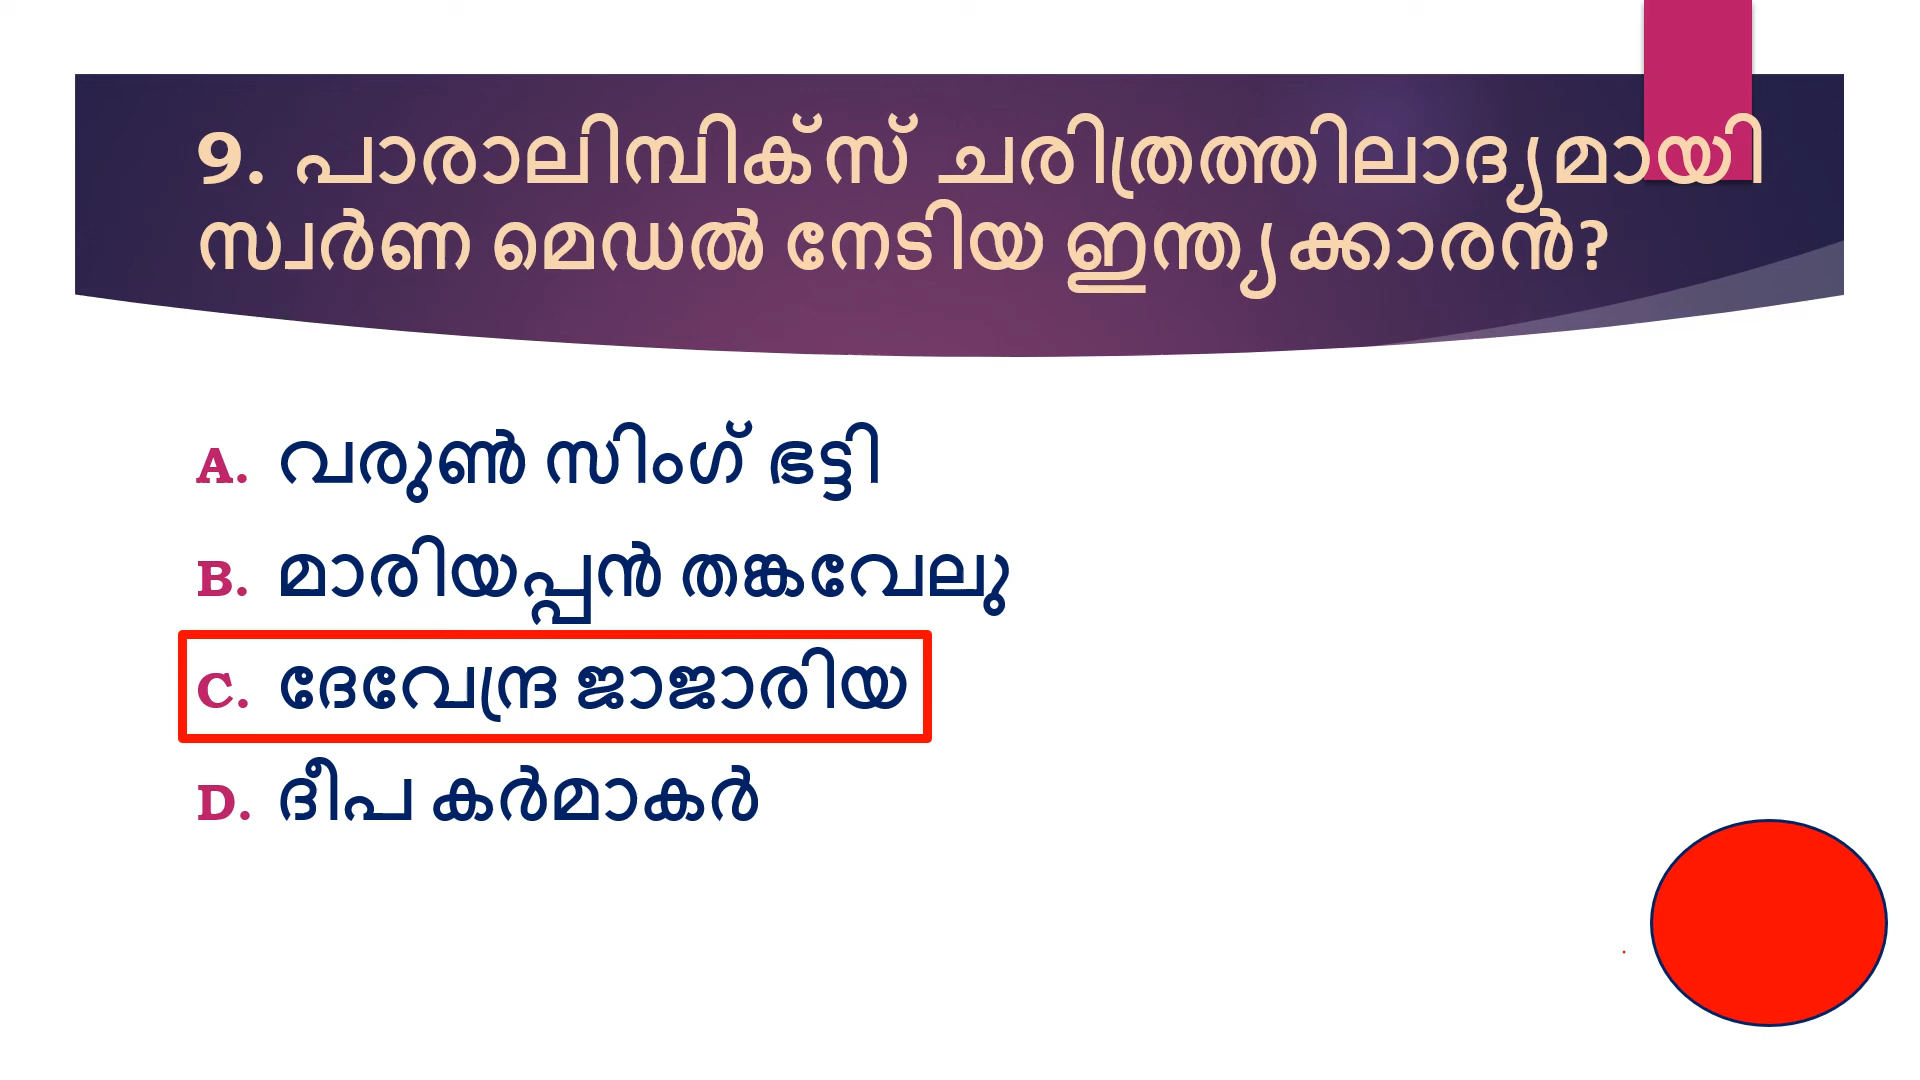 9. പാരാലിമ്പിക്സ് ചരിത്രത്തിലാദ്യമായി
സ്വർണ മെഡൽ നേടിയ ഇന്ത്യക്കാരൻ?
A. വരുൺ സിംഗ് ഭട്ടി
B. മാരിയപ്പൻ തങ്കവേലു
C. ദേവേന്ദ്ര ജാജാരിയ
D. ദീപ കർമാകർ